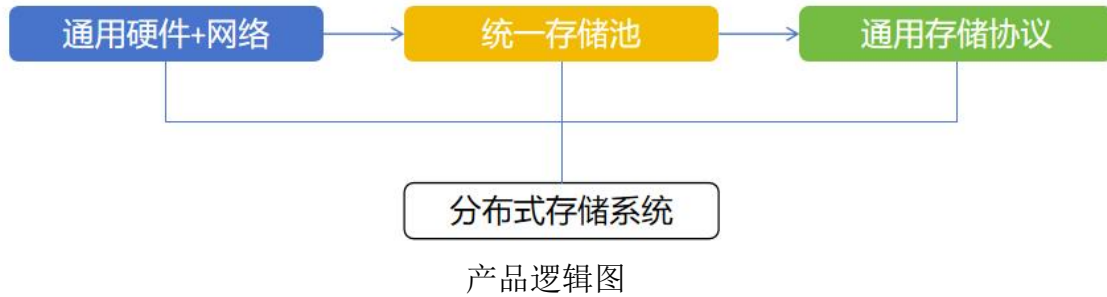 通用硬件+网络
统一存储池
通用存储协议
分布式存储系统
产品逻辑图